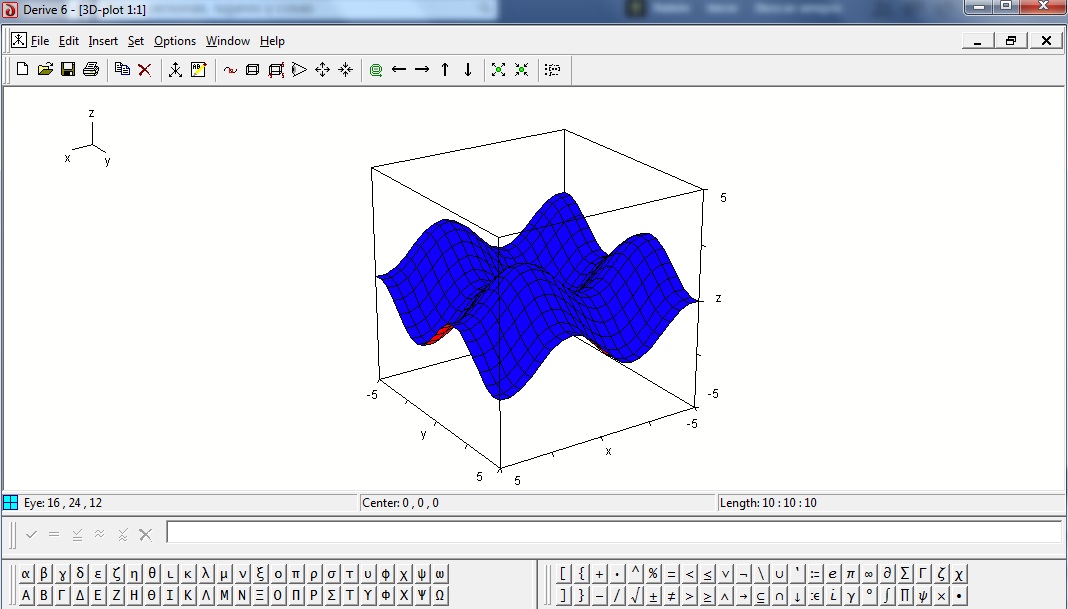 Derive 6 - [3D-plot 1:1]
File Edit Insert Set Options Window Help
z
x y
5
z
-5
-5
y
5
5
x
-5
Eye: 16 , 24 , 12 Center: 0 , 0 , 0 Length: 10 : 10 : 10
α β γ δ ε ζ η θ ι κ λ μ ν ξ ο π ρ σ τ υ φ χ ψ ω [ { + · ^ % = < ≤ ∨ ¬ \ ∪ ' := e π ∞ ∂ ∑ Γ ζ χ
Α Β Γ Δ Ε Ζ Η Θ Ι Κ Λ Μ Ν Ξ Ο Π Ρ Σ Τ Υ Φ Χ Ψ Ω ] } − / √ ± ≠ > ≥ ∧ → ⊆ ∩ ↓ :∈ i γ ° ∫ ∏ ψ × •